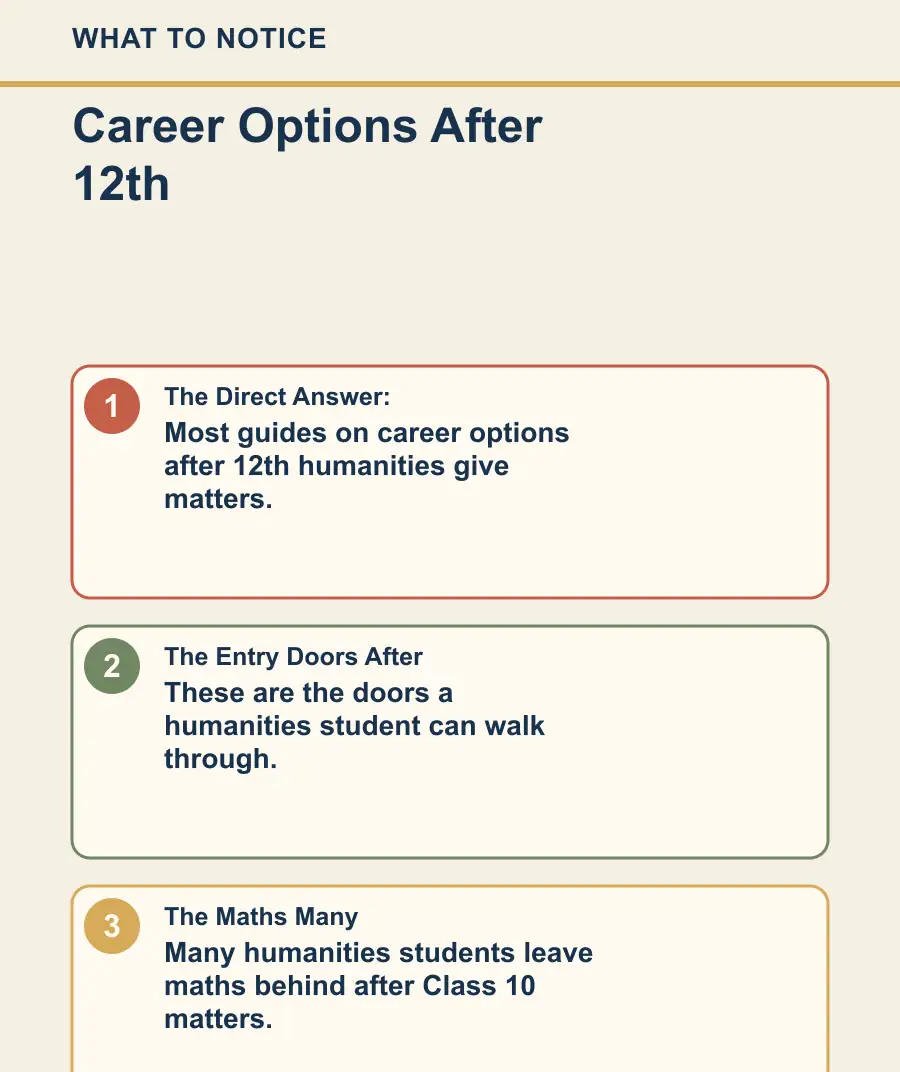 WHAT TO NOTICE
Career Options After
12th
1
The Direct Answer:
Most guides on career options
after 12th humanities give
matters.
2
The Entry Doors After
These are the doors a
humanities student can walk
through.
3
The Maths Many
Many humanities students leave
maths behind after Class 10
matters.